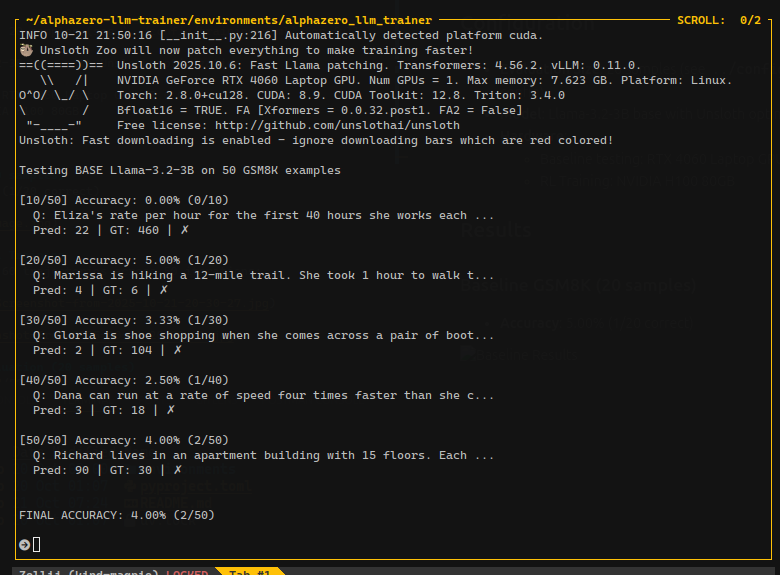 ~/alphazero-llm-trainer/environments/alphazero_llm_trainer SCROLL: 0/2
INFO 10-21 21:50:16 [__init__.py:216] Automatically detected platform cuda.
🦥 Unsloth Zoo will now patch everything to make training faster!
==((====))== Unsloth 2025.10.6: Fast Llama patching. Transformers: 4.56.2. vLLM: 0.11.0.
   \\   /|    NVIDIA GeForce RTX 4060 Laptop GPU. Num GPUs = 1. Max memory: 7.623 GB. Platform: Linux.
O^O/ \_/ \    Torch: 2.8.0+cu128. CUDA: 8.9. CUDA Toolkit: 12.8. Triton: 3.4.0
\        /    Bfloat16 = TRUE. FA [Xformers = 0.0.32.post1. FA2 = False]
 "-____-"     Free license: http://github.com/unslothai/unsloth
Unsloth: Fast downloading is enabled - ignore downloading bars which are red colored!
Testing BASE Llama-3.2-3B on 50 GSM8K examples
[10/50] Accuracy: 0.00% (0/10)
Q: Eliza's rate per hour for the first 40 hours she works each ...
Pred: 22 | GT: 460 | ✗
[20/50] Accuracy: 5.00% (1/20)
Q: Marissa is hiking a 12-mile trail. She took 1 hour to walk t...
Pred: 4 | GT: 6 | ✗
[30/50] Accuracy: 3.33% (1/30)
Q: Gloria is shoe shopping when she comes across a pair of boot...
Pred: 2 | GT: 104 | ✗
[40/50] Accuracy: 2.50% (1/40)
Q: Dana can run at a rate of speed four times faster than she c...
Pred: 3 | GT: 18 | ✗
[50/50] Accuracy: 4.00% (2/50)
Q: Richard lives in an apartment building with 15 floors. Each ...
Pred: 90 | GT: 30 | ✗
FINAL ACCURACY: 4.00% (2/50)
Zellij (kind-magpie) LOCKED Tab #1